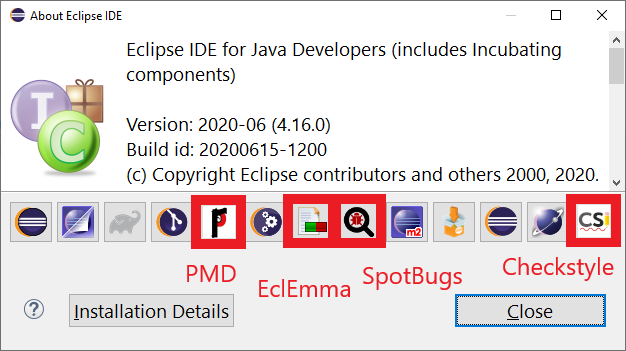 About Eclipse IDE
Eclipse IDE for Java Developers (includes Incubating
components)
Version: 2020-06 (4.16.0)
Build id: 20200615-1200
(c) Copyright Eclipse contributors and others 2000, 2020.
I
C
P
m2
CS
PMD
EclEmma
SpotBugs
Checkstyle
?
Installation Details
Close